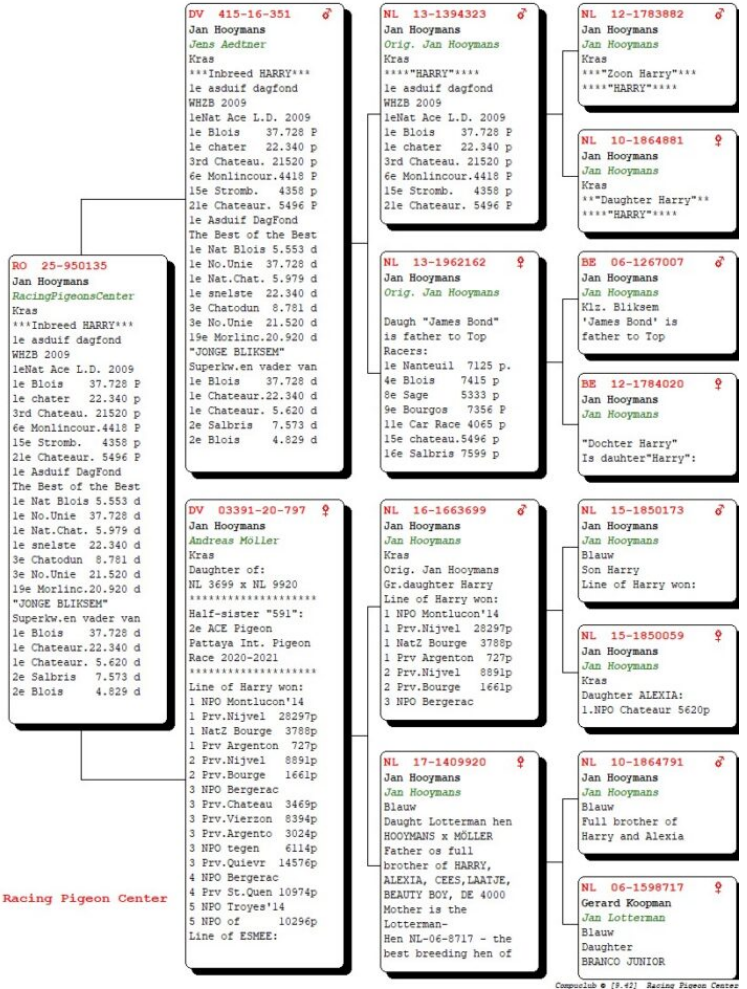 RO 25-950135
Jan Hooymans
RacingPigeonsCenter
Kras
***Inbreed HARRY***
1e asduif dagfond
WHZB 2009
1eNat Ace L.D. 2009
1e Blois 37.728 P
1e chater 22.340 p
3rd Chateau. 21520 p
6e Monlincour.4418 P
15e Stromb. 4358 p
21e Chateaur. 5496 P
1e Asduif DagFond
The Best of the Best
1e Nat Blois 5.553 d
1e No.Unie 37.728 d
1e Nat.Chat. 5.979 d
1e snelste 22.340 d
3e Chatodun 8.781 d
3e No.Unie 21.520 d
19e Morlinc.20.920 d
"JONGE BLIKSEM"
Superkw.en vader van
1e Blois 37.728 d
1e Chateaur.22.340 d
1e Chateaur. 5.620 d
2e Salbris 7.573 d
2e Blois 4.829 d
DV 415-16-351 ♂
Jan Hooymans
Jens Aedtner
Kras
***Inbreed HARRY***
1e asduif dagfond
WHZB 2009
1eNat Ace L.D. 2009
1e Blois 37.728 P
1e chater 22.340 p
3rd Chateau. 21520 p
6e Monlincour.4418 P
15e Stromb. 4358 p
21e Chateaur. 5496 P
1e Asduif DagFond
The Best of the Best
1e Nat Blois 5.553 d
1e No.Unie 37.728 d
1e Nat.Chat. 5.979 d
1e snelste 22.340 d
3e Chatodun 8.781 d
3e No.Unie 21.520 d
19e Morlinc.20.920 d
"JONGE BLIKSEM"
Superkw.en vader van
1e Blois 37.728 d
1e Chateaur.22.340 d
1e Chateaur. 5.620 d
2e Salbris 7.573 d
2e Blois 4.829 d
DV 03391-20-797 ♀
Jan Hooymans
Andreas Möller
Kras
Daughter of:
NL 3699 x NL 9920
********************
Half-sister "591":
2e ACE Pigeon
Pattaya Int. Pigeon
Race 2020-2021
********************
Line of Harry won:
1 NPO Montlucon'14
1 Prv.Nijvel 28297p
1 NatZ Bourge 3788p
1 Prv Argenton 727p
2 Prv.Nijvel 8891p
2 Prv.Bourge 1661p
3 NPO Bergerac
3 Prv.Chateau 3469p
3 Prv.Vierzon 8394p
3 Prv.Argento 3024p
3 NPO tegen 6114p
3 Prv.Quievr 14576p
4 NPO Bergerac
4 Prv St.Quen 10974p
5 NPO Troyes'14
5 NPO of 10296p
Line of ESMEE:
NL 13-1394323 ♂
Jan Hooymans
Orig. Jan Hooymans
Kras
****"HARRY"****
1e asduif dagfond
WHZB 2009
1eNat Ace L.D. 2009
1e Blois 37.728 P
1e chater 22.340 p
3rd Chateau. 21520 p
6e Monlincour.4418 P
15e Stromb. 4358 p
21e Chateaur. 5496 P
NL 13-1962162 ♀
Jan Hooymans
Orig. Jan Hooymans
Daugh "James Bond"
is father to Top
Racers:
1e Nanteuil 7125 p.
4e Blois 7415 p
8e Sage 5333 p
9e Bourgos 7356 P
11e Car Race 4065 p
15e chateau.5496 p
16e Salbris 7599 p
NL 16-1663699 ♂
Jan Hooymans
Kras
Orig. Jan Hooymans
Gr.daughter Harry
Line of Harry won:
1 NPO Montlucon'14
1 Prv.Nijvel 28297p
1 NatZ Bourge 3788p
1 Prv Argenton 727p
2 Prv.Nijvel 8891p
2 Prv.Bourge 1661p
3 NPO Bergerac
NL 17-1409920 ♀
Jan Hooymans
Jan Hooymans
Blauw
Daught Lotterman hen
HOOYMANS x MÖLLER
Father os full
brother of HARRY,
ALEXIA, CEES,LAATJE,
BEAUTY BOY, DE 4000
Mother is the
Lotterman-
Hen NL-06-8717 - the
best breeding hen of
NL 12-1783882 ♂
Jan Hooymans
Jan Hooymans
Kras
***"Zoon Harry"***
****"HARRY"****
NL 10-1864881 ♀
Jan Hooymans
Jan Hooymans
Kras
**"Daughter Harry"**
****"HARRY"****
BE 06-1267007 ♂
Jan Hooymans
Jan Hooymans
Klz. Bliksem
'James Bond' is
father to Top
BE 12-1784020 ♀
Jan Hooymans
Jan Hooymans
"Dochter Harry"
Is dauhter"Harry":
NL 15-1850173 ♂
Jan Hooymans
Jan Hooymans
Blauw
Son Harry
Line of Harry won:
NL 15-1850059 ♀
Jan Hooymans
Jan Hooymans
Kras
Daughter ALEXIA:
1.NPO Chateaur 5620p
NL 10-1864791 ♂
Jan Hooymans
Jan Hooymans
Blauw
Full brother of
Harry and Alexia
NL 06-1598717 ♀
Gerard Koopman
Jan Lotterman
Blauw
Daughter
BRANCO JUNIOR
Racing Pigeon Center
Compuclub © [9.42] Racing Pigeon Center